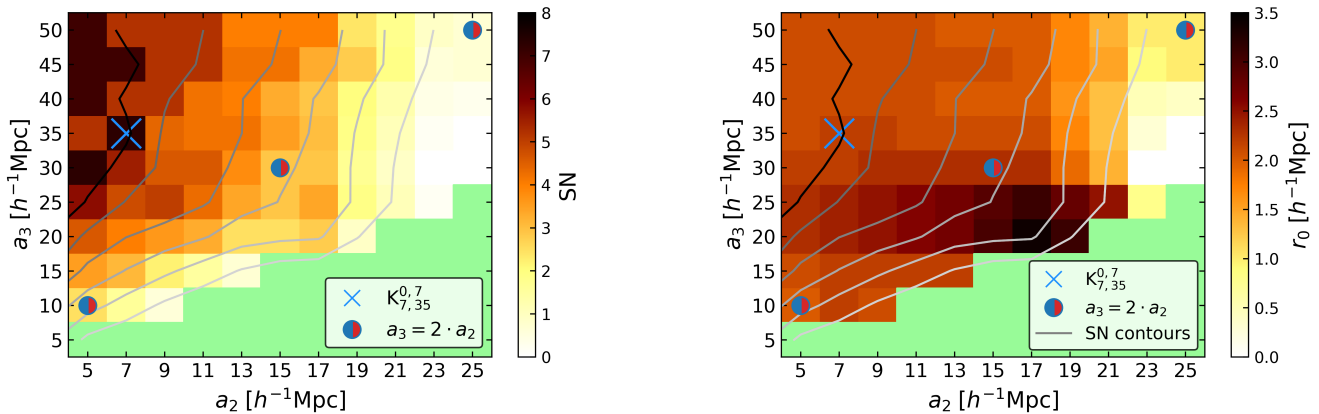 50
45
40
35
30
25
20
15
10
5
a₃ [h⁻¹Mpc]
5 7 9 11 13 15 17 19 21 23 25
a₂ [h⁻¹Mpc]
K⁰,⁷₇,₃₅
a₃ = 2 · a₂
8
7
6
5
4
3
2
1
0
SN
50
45
40
35
30
25
20
15
10
5
a₃ [h⁻¹Mpc]
5 7 9 11 13 15 17 19 21 23 25
a₂ [h⁻¹Mpc]
K⁰,⁷₇,₃₅
a₃ = 2 · a₂
SN contours
3.5
3.0
2.5
2.0
1.5
1.0
0.5
0.0
r₀ [h⁻¹Mpc]